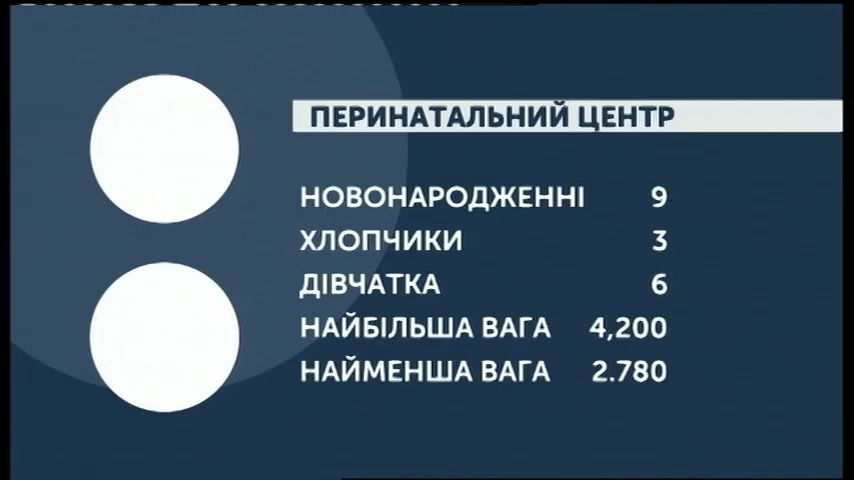 ПЕРИНАТАЛЬНИЙ ЦЕНТР
НОВОНАРОДЖЕННІ 9
ХЛОПЧИКИ 3
ДІВЧАТКА 6
НАЙБІЛЬША ВАГА 4,200
НАЙМЕНША ВАГА 2.780